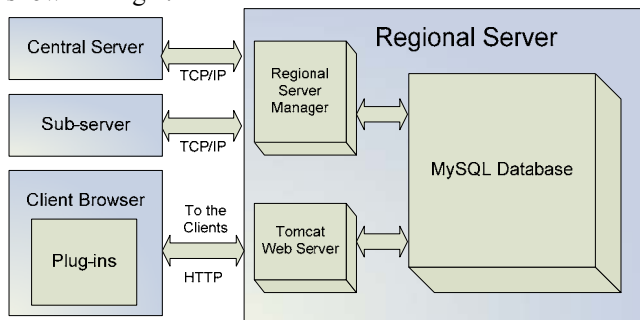 Central Server
TCP/IP
Sub-server
TCP/IP
Client Browser
Plug-ins
To the
Clients
HTTP
Regional Server
Regional
Server
Manager
Tomcat
Web Server
MySQL Database